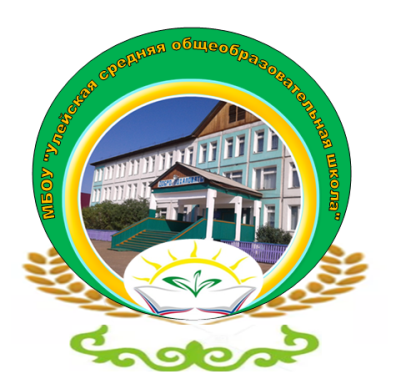 МБОУ "Улейская средняя общеобразовательная школа"